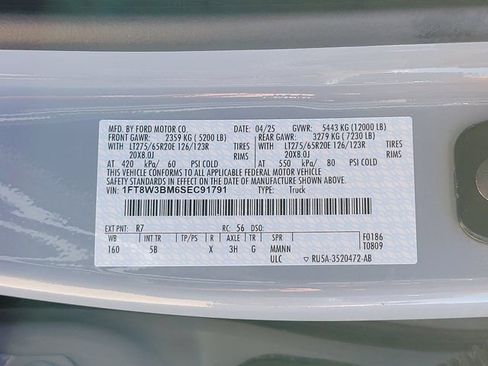 MFD. BY FORD MOTOR CO. 04/25 GVWR: 5443 KG (12000 LB)
FRONT GAWR: 2359 KG (5200 LB) REAR GAWR: 3279 KG (7230 LB)
WITH LT275/65R20E 126/123R WITH LT275/65R20E 126/123R
TIRES 20X8.0J TIRES 20X8.0J
AT 420 kPa/ 60 PSI COLD AT 550 kPa/ 80 PSI COLD
THIS VEHICLE CONFORMS TO ALL APPLICABLE FEDERAL MOTOR VEHICLE
SAFETY STANDARDS IN EFFECT ON THE DATE OF MANUFACTURE SHOWN ABOVE.
VIN: 1FT8W3BM6SEC91791 TYPE: Truck
EXT PNT: R7 RC: 56 DSO: F0186
WB INT TR TP/PS R AXLE TR SPR T0809
160 5B X 3H G MMNN
ULC ▽ RU5A-3520472-AB